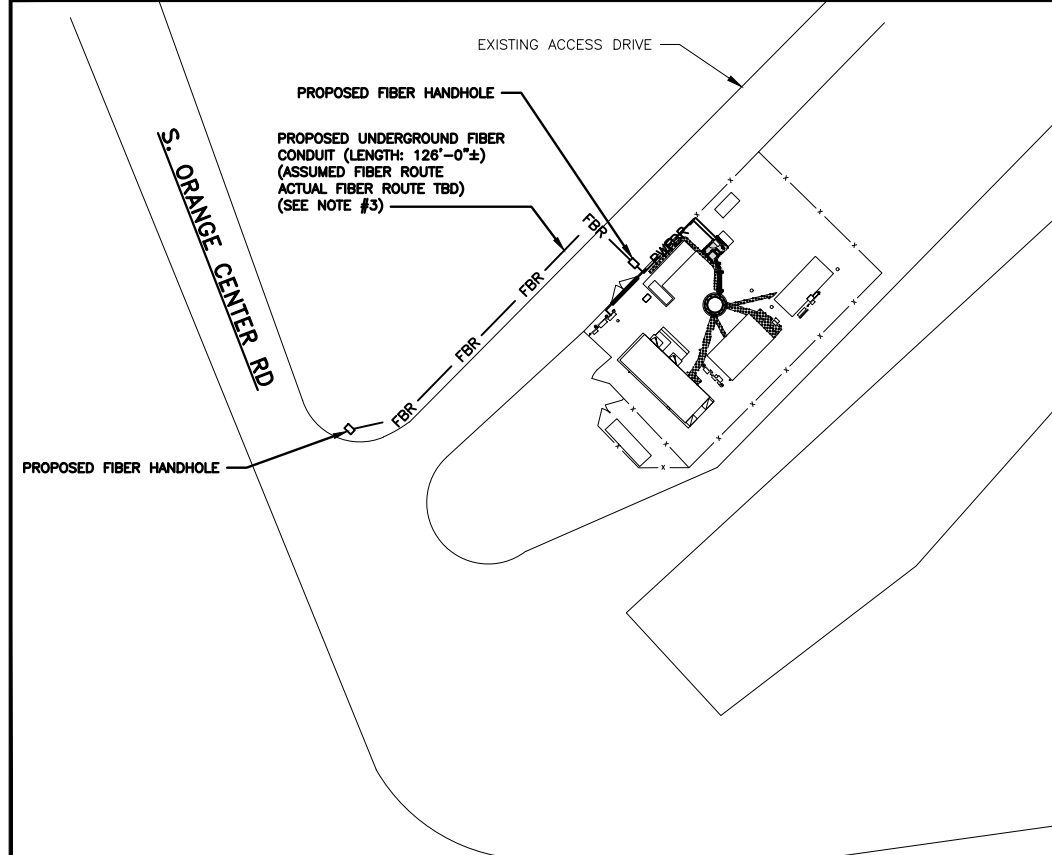 EXISTING ACCESS DRIVE
PROPOSED FIBER HANDHOLE
PROPOSED UNDERGROUND FIBER
CONDUIT (LENGTH: 126'-0"±)
(ASSUMED FIBER ROUTE
ACTUAL FIBER ROUTE TBD)
(SEE NOTE #3)
S. ORANGE CENTER RD
FBR
FBR
FBR
FBR
PROPOSED FIBER HANDHOLE